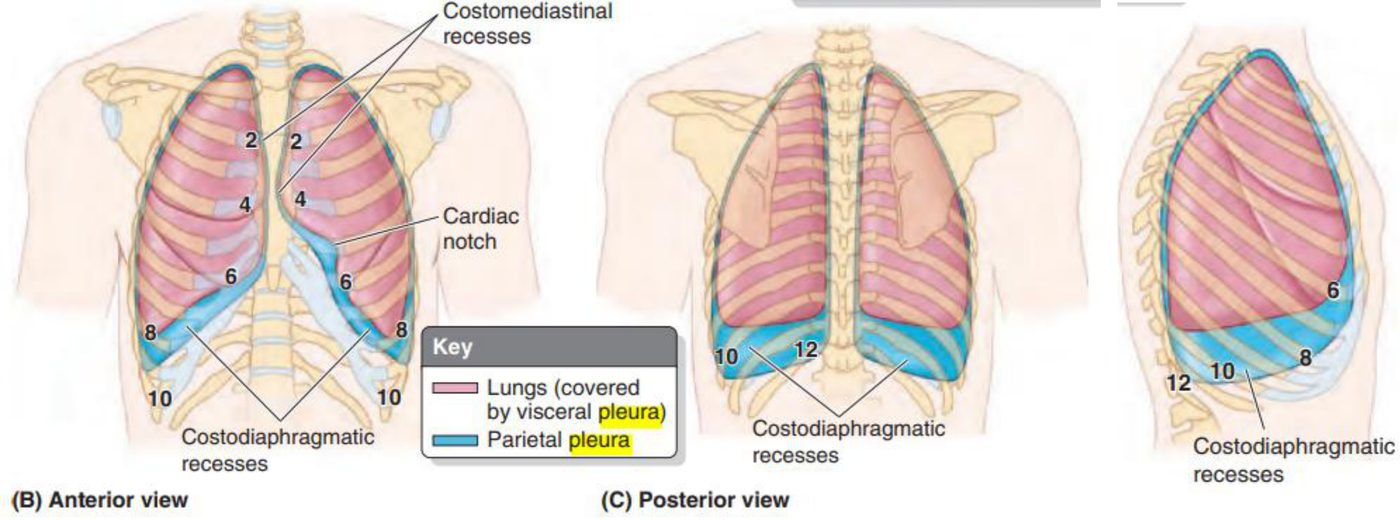 Costomediastinal
recesses
2
2
4
4
Cardiac
notch
6
6
8
8
10
10
Costodiaphragmatic
recesses
(B) Anterior view
Key
Lungs (covered
by visceral pleura)
Parietal pleura
10
12
Costodiaphragmatic
recesses
(C) Posterior view
6
8
10
12
Costodiaphragmatic
recesses